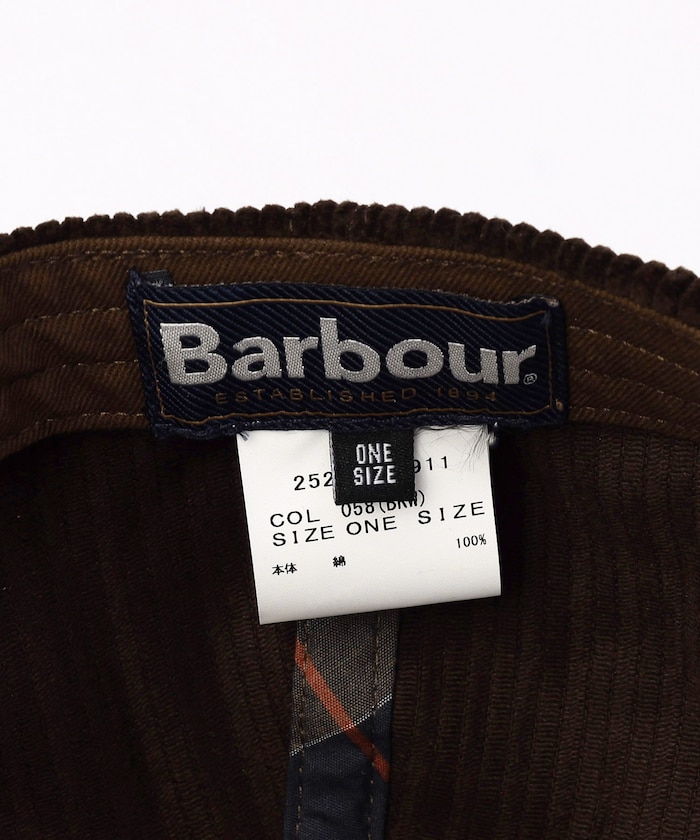 Barbour®
ESTABLISHED 1894
ONE
SIZE
252 911
COL 058(BRW)
SIZE ONE SIZE
本体 綿 100%